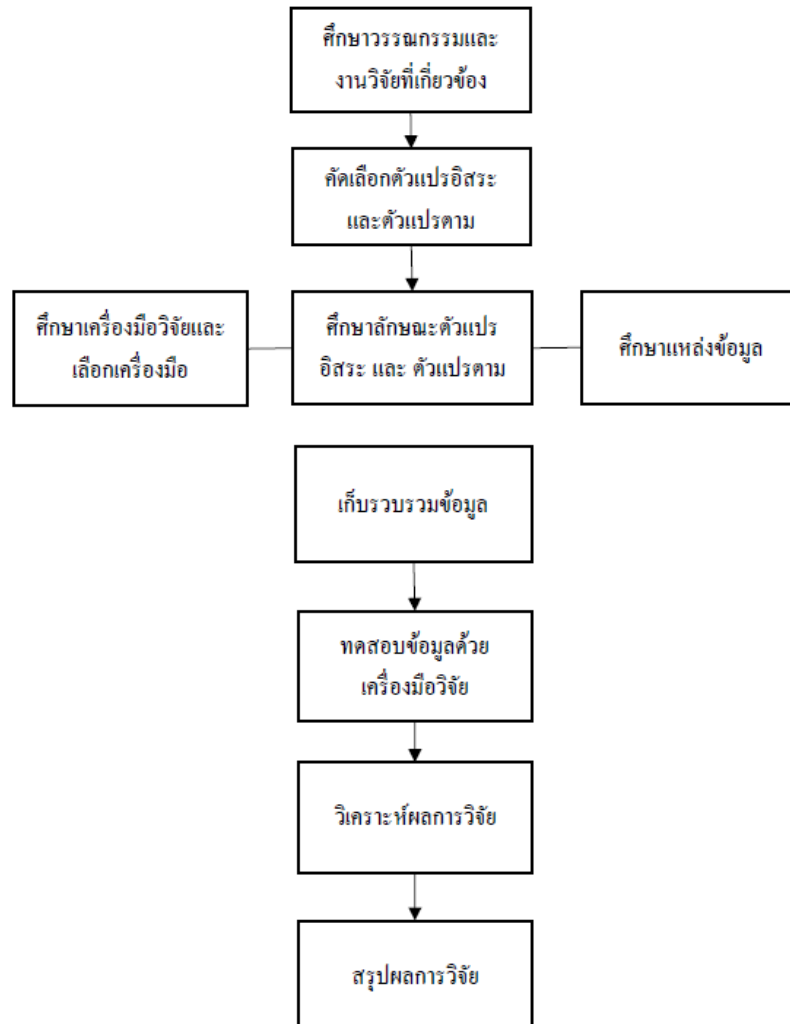 ศึกษาวรรณกรรมและ
งานวิจัยที่เกี่ยวข้อง
คัดเลือกตัวแปรอิสระ
และตัวแปรตาม
ศึกษาเครื่องมือวิจัยและ
เลือกเครื่องมือ
ศึกษาลักษณะตัวแปร
อิสระ และ ตัวแปรตาม
ศึกษาแหล่งข้อมูล
เก็บรวบรวมข้อมูล
ทดสอบข้อมูลด้วย
เครื่องมือวิจัย
วิเคราะห์ผลการวิจัย
สรุปผลการวิจัย